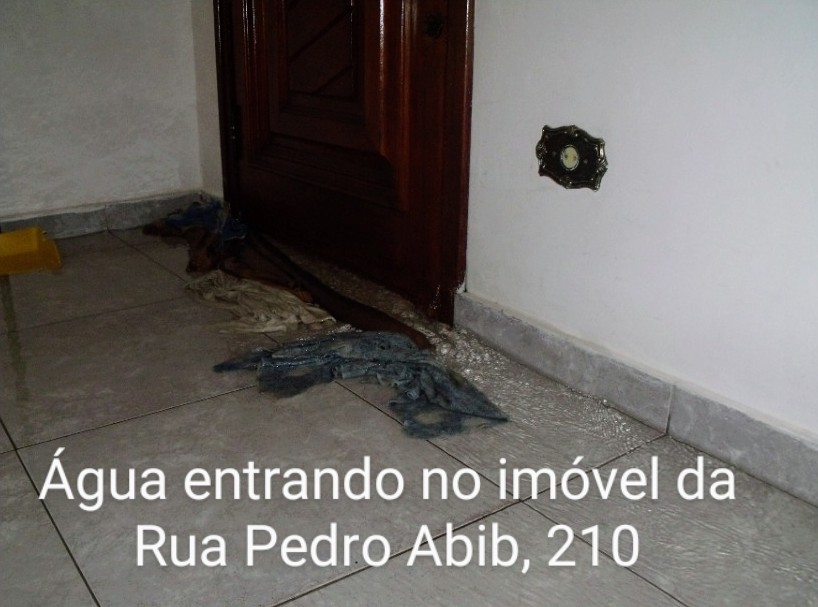 Água entrando no imóvel da
Rua Pedro Abib, 210